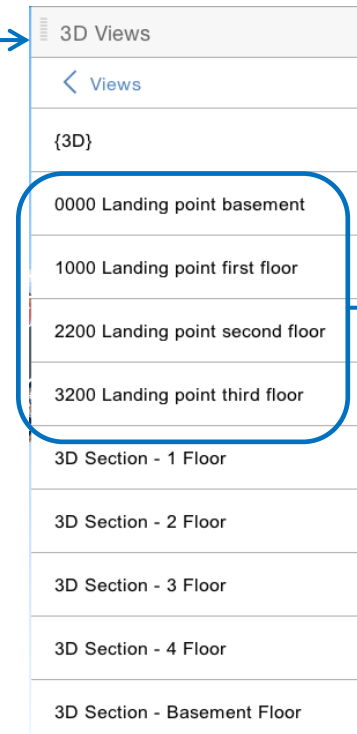 3D Views
Views
{3D}
0000 Landing point basement
1000 Landing point first floor
2200 Landing point second floor
3200 Landing point third floor
3D Section - 1 Floor
3D Section - 2 Floor
3D Section - 3 Floor
3D Section - 4 Floor
3D Section - Basement Floor